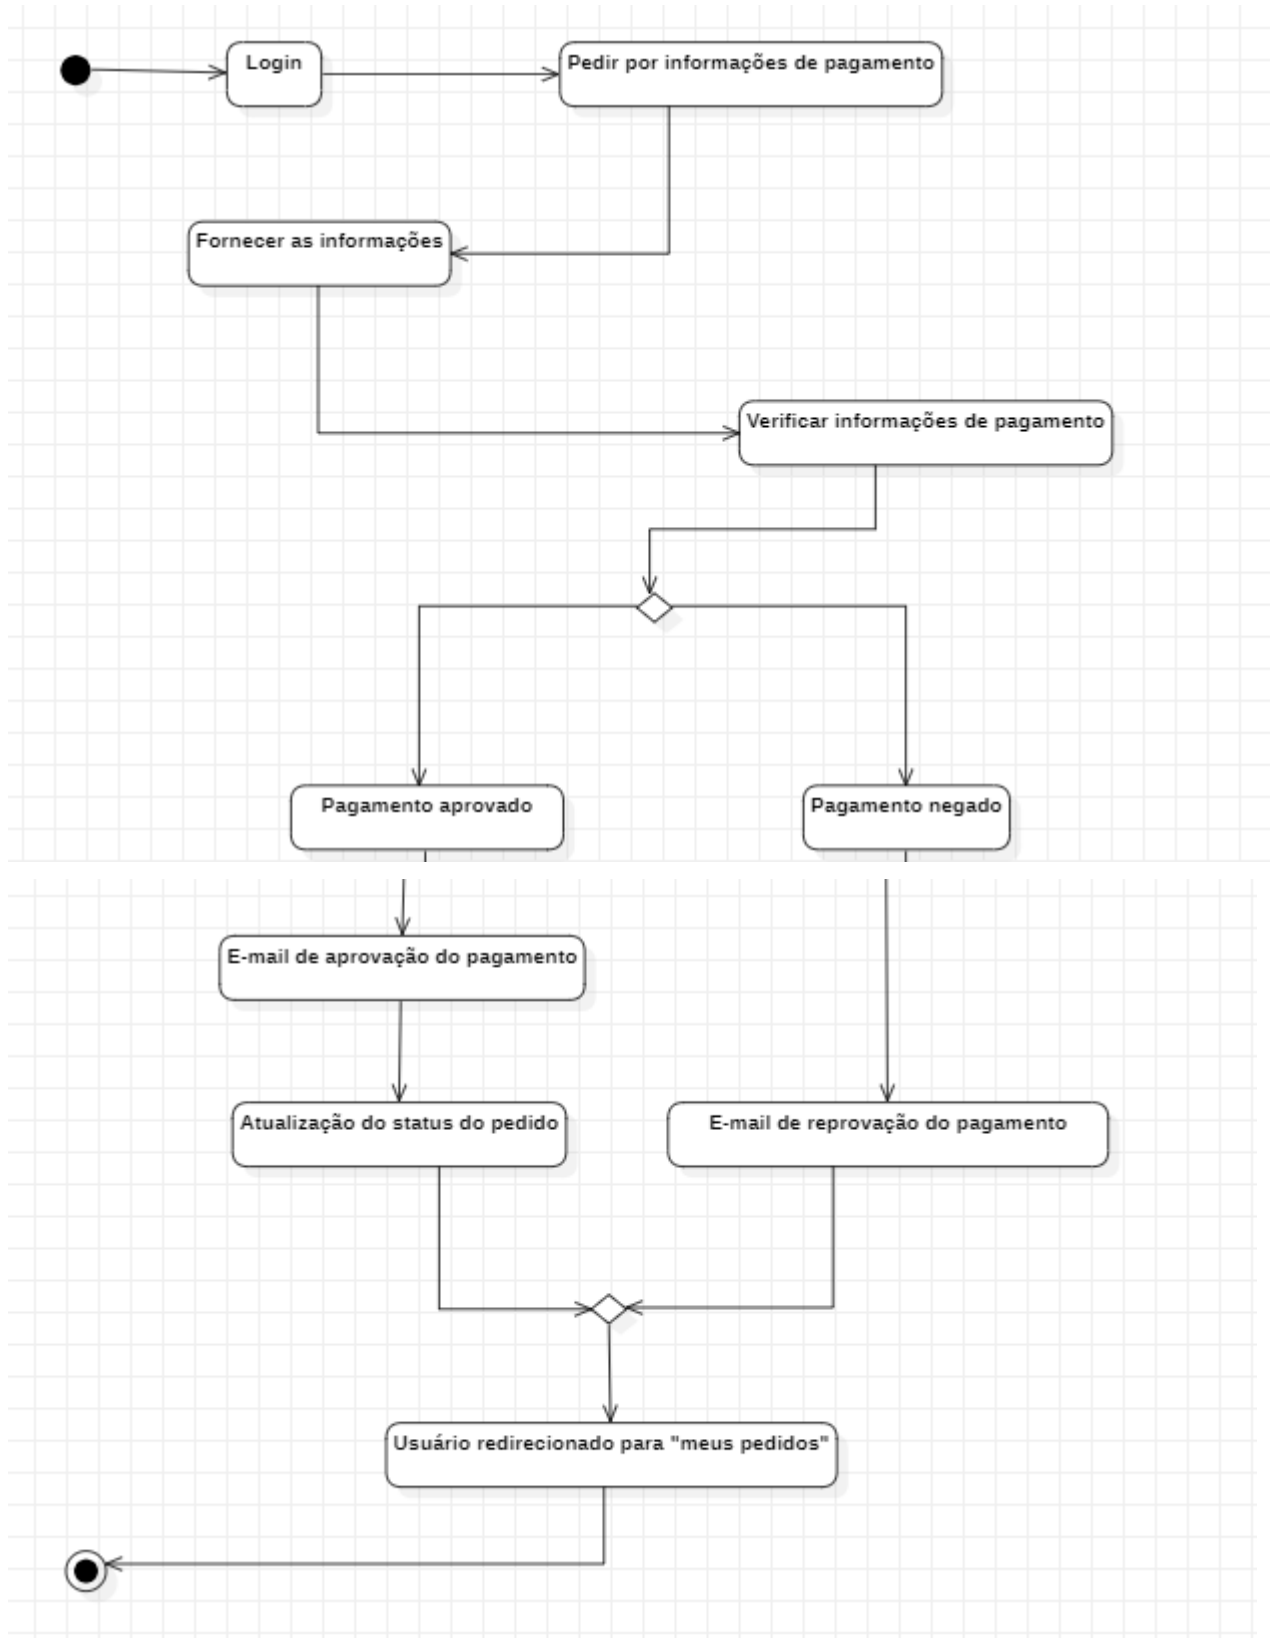 Login
Pedir por informações de pagamento
Fornecer as informações
Verificar informações de pagamento
Pagamento aprovado
Pagamento negado
E-mail de aprovação do pagamento
Atualização do status do pedido
E-mail de reprovação do pagamento
Usuário redirecionado para "meus pedidos"